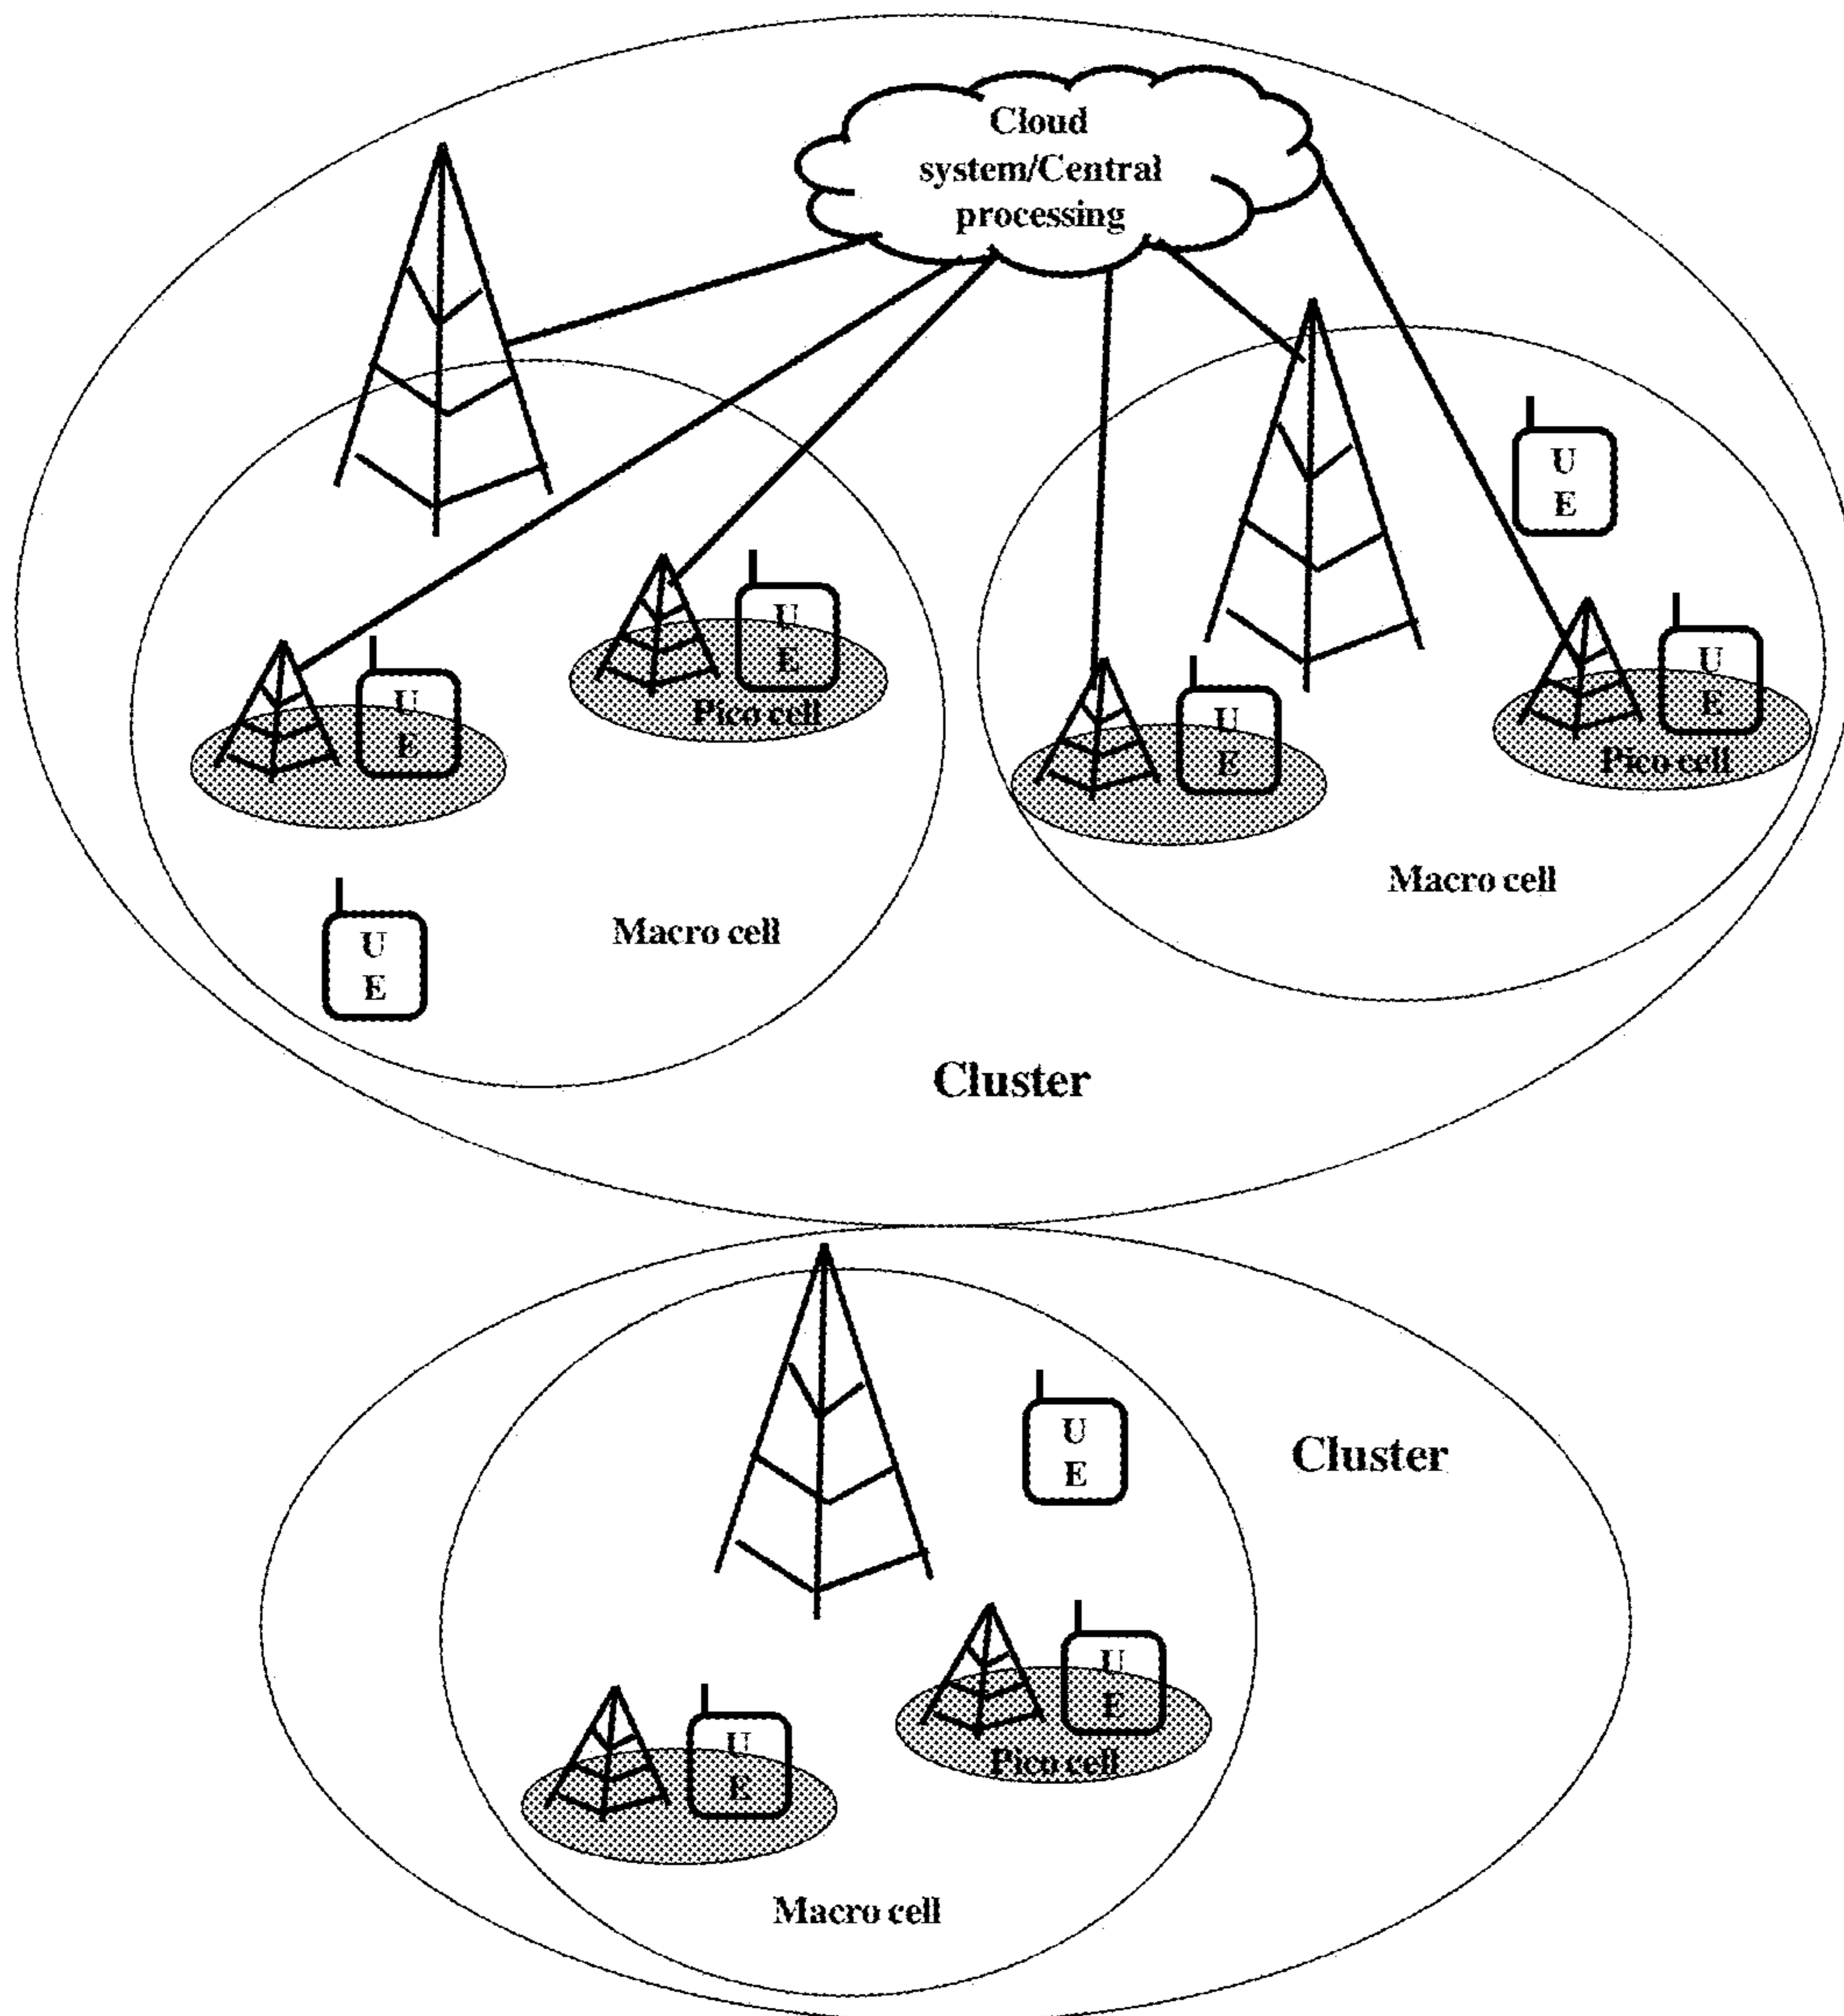 Cloud
system/Central
processing
U
E
U
E
Pico cell
U
E
U
E
U
E
Pico cell
Macro cell
U
E
Macro cell
Cluster
U
E
Cluster
U
E
Pico cell
U
E
Macro cell